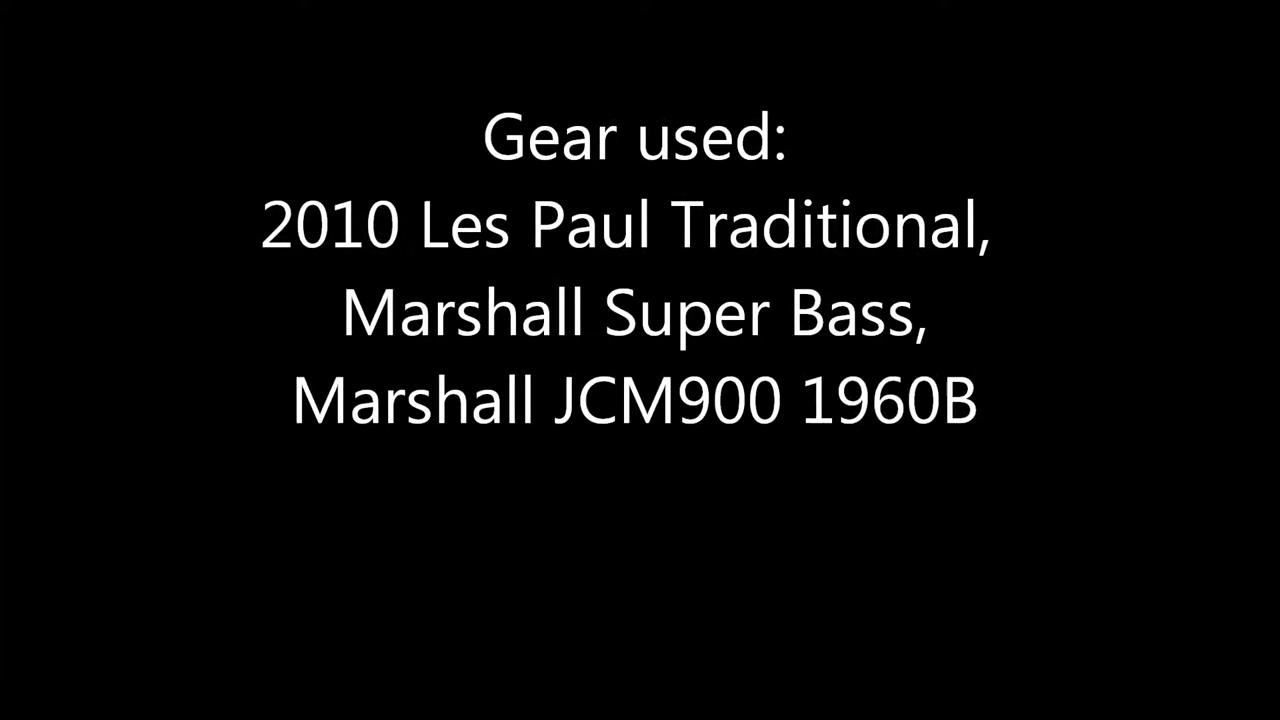 Gear used:
2010 Les Paul Traditional,
Marshall Super Bass,
Marshall JCM900 1960B